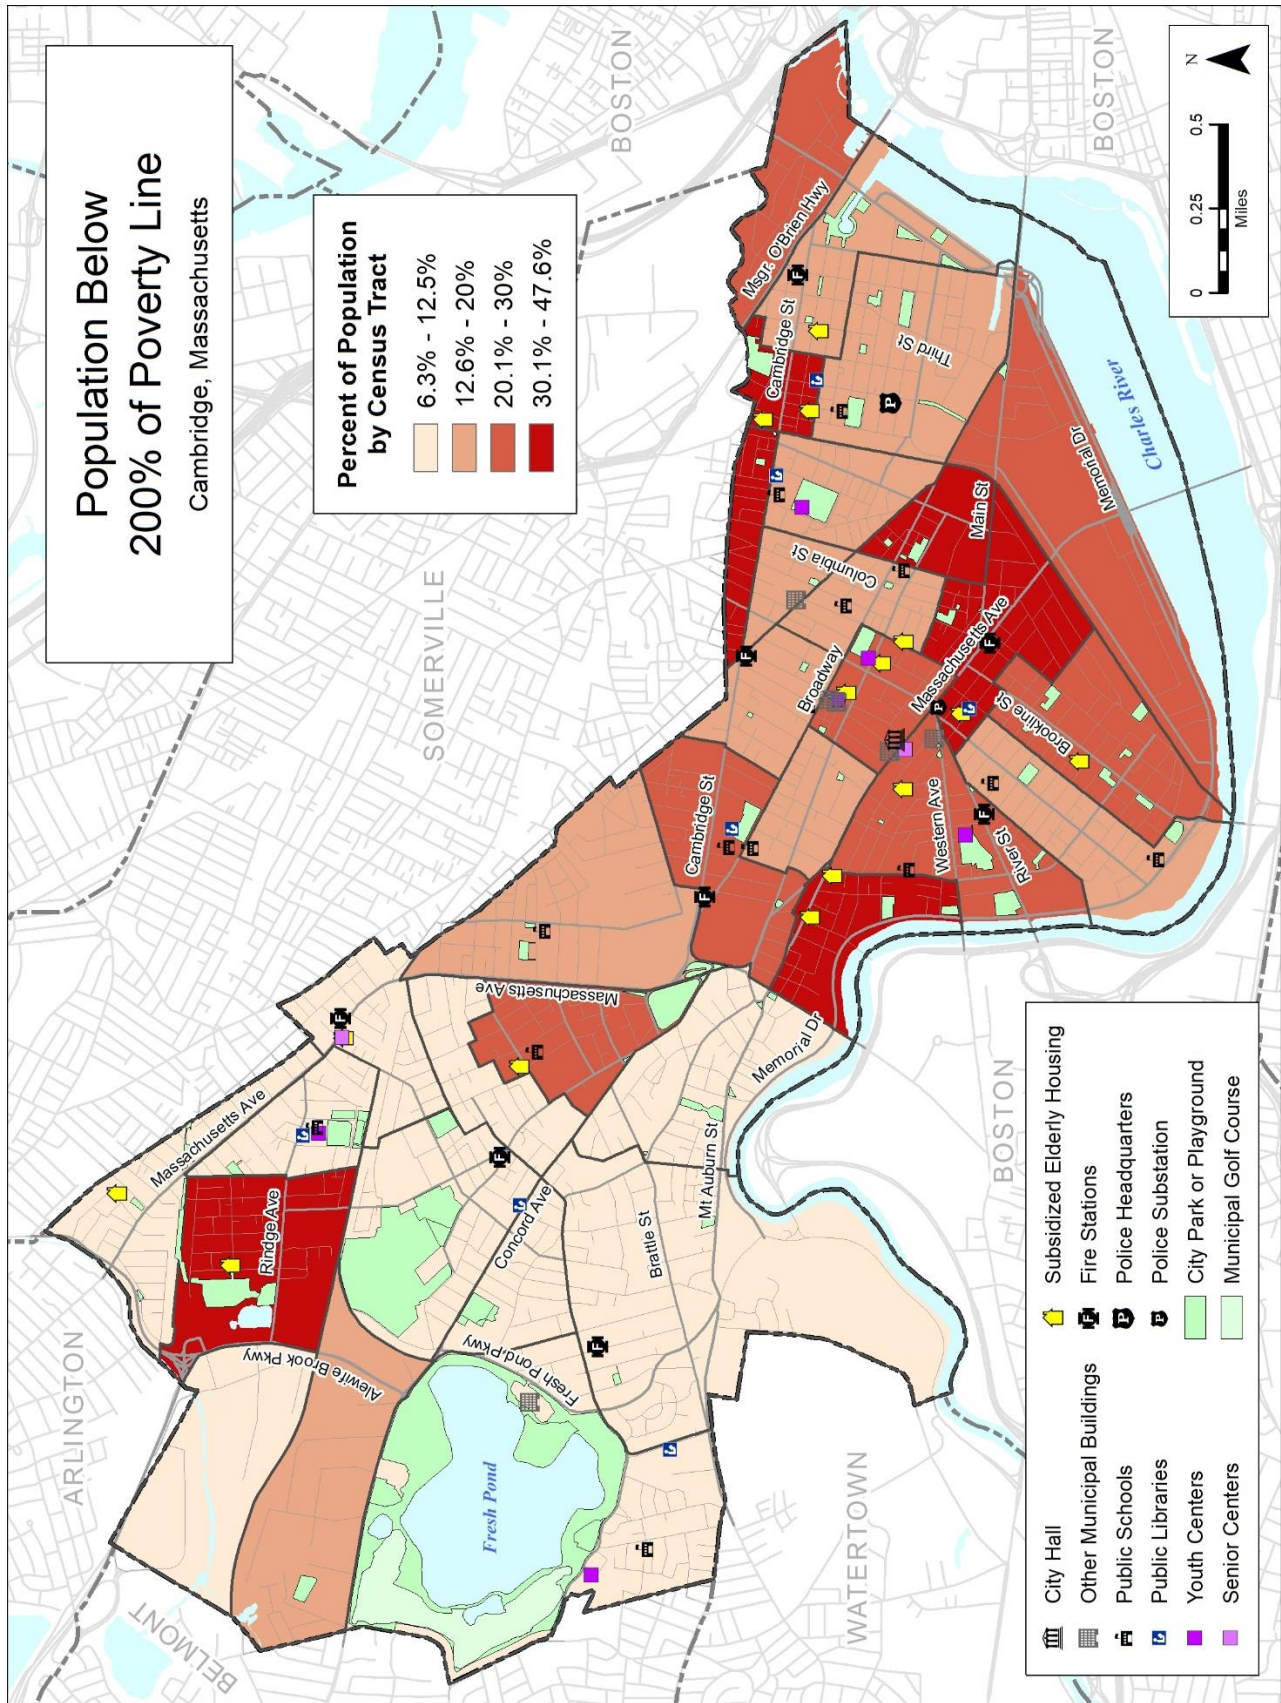 Population Below
200% of Poverty Line
Cambridge, Massachusetts
Percent of Population
by Census Tract
6.3% - 12.5%
12.6% - 20%
20.1% - 30%
30.1% - 47.6%
ARLINGTON
BELMONT
SOMERVILLE
BOSTON
BOSTON
BOSTON
WATERTOWN
Massachusetts Ave
Rindge Ave
Alewife Brook Pkwy
Fresh Pond
Fresh Pond Pkwy
Concord Ave
Brattle St
Mt Auburn St
Memorial Dr
Massachusetts Ave
Cambridge St
Broadway
Columbia St
Cambridge St
Msgr. O'Brien Hwy
Third St
Main St
Massachusetts Ave
Western Ave
River St
Brookline St
Memorial Dr
Charles River
City Hall
Other Municipal Buildings
Public Schools
Public Libraries
Youth Centers
Senior Centers
Subsidized Elderly Housing
Fire Stations
Police Headquarters
Police Substation
City Park or Playground
Municipal Golf Course
N
0 0.25 0.5
Miles